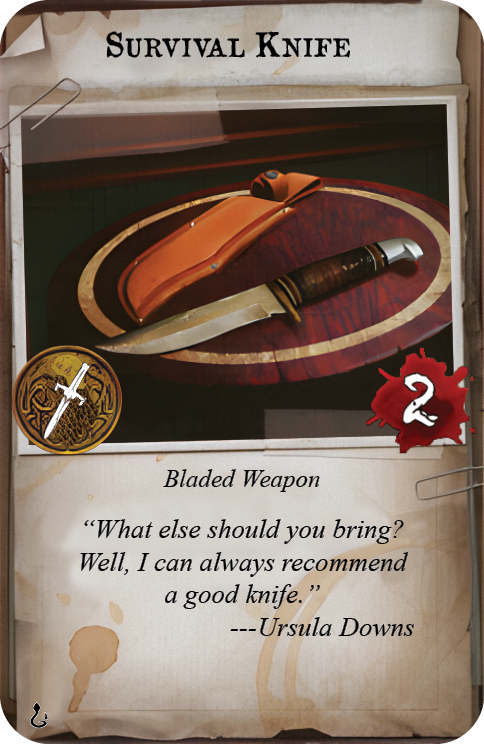 Survival Knife
2
Bladed Weapon
“What else should you bring?
Well, I can always recommend
a good knife.”
---Ursula Downs